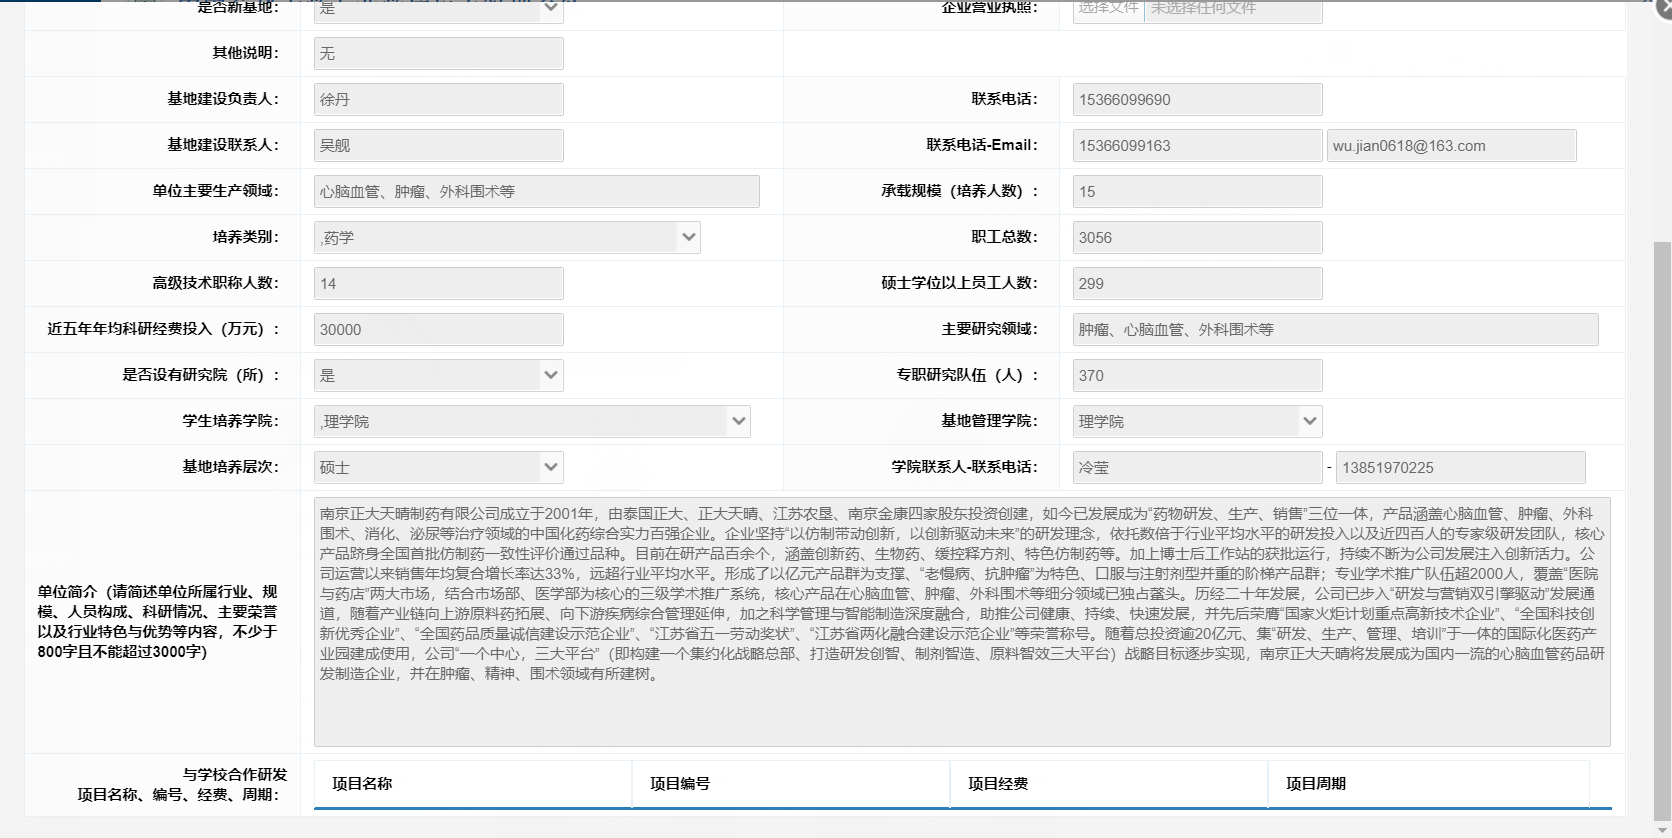 是否新基地： 是 企业营业执照： 选择文件 未选择任何文件
其他说明： 无
基地建设负责人： 徐丹 联系电话： 15366099690
基地建设联系人： 吴舰 联系电话-Email： 15366099163 wu.jian0618@163.com
单位主要生产领域： 心脑血管、肿瘤、外科围术等 承载规模（培养人数）： 15
培养类别： ,药学 职工总数： 3056
高级技术职称人数： 14 硕士学位以上员工人数： 299
近五年年均科研经费投入（万元）： 30000 主要研究领域： 肿瘤、心脑血管、外科围术等
是否设有研究院（所）： 是 专职研究队伍（人）： 370
学生培养学院： ,理学院 基地管理学院： 理学院
基地培养层次： 硕士 学院联系人-联系电话： 冷莹 - 13851970225
单位简介（请简述单位所属行业、规
模、人员构成、科研情况、主要荣誉
以及行业特色与优势等内容，不少于
800字且不能超过3000字）
南京正大天晴制药有限公司成立于2001年，由泰国正大、正大天晴、江苏农垦、南京金康四家股东投资创建，如今已发展成为“药物研发、生产、销售”三位一体，产品涵盖心脑血管、肿瘤、外科
围术、消化、泌尿等治疗领域的中国化药综合实力百强企业。企业坚持“以仿制带动创新，以创新驱动未来”的研发理念，依托数倍于行业平均水平的研发投入以及近四百人的专家级研发团队，核心
产品跻身全国首批仿制药一致性评价通过品种。目前在研产品百余个，涵盖创新药、生物药、缓控释方剂、特色仿制药等。加上博士后工作站的获批运行，持续不断为公司发展注入创新活力。公
司运营以来销售年均复合增长率达33%，远超行业平均水平。形成了以亿元产品群为支撑、“老慢病、抗肿瘤”为特色、口服与注射剂型并重的阶梯产品群；专业学术推广队伍超2000人，覆盖“医院
与药店”两大市场，结合市场部、医学部为核心的三级学术推广系统，核心产品在心脑血管、肿瘤、外科围术等细分领域已独占鳌头。历经二十年发展，公司已步入“研发与营销双引擎驱动”发展通
道，随着产业链向上游原料药拓展、向下游疾病综合管理延伸，加之科学管理与智能制造深度融合，助推公司健康、持续、快速发展，并先后荣膺“国家火炬计划重点高新技术企业”、“全国科技创
新优秀企业”、“全国药品质量诚信建设示范企业”、“江苏省五一劳动奖状”、“江苏省两化融合建设示范企业”等荣誉称号。随着总投资逾20亿元、集“研发、生产、管理、培训”于一体的国际化医药产
业园建成使用，公司“一个中心，三大平台”（即构建一个集约化战略总部、打造研发创智、制剂智造、原料智效三大平台）战略目标逐步实现，南京正大天晴将发展成为国内一流的心脑血管药品研
发制造企业，并在肿瘤、精神、围术领域有所建树。
与学校合作研发
项目名称、编号、经费、周期：
项目名称 项目编号 项目经费 项目周期